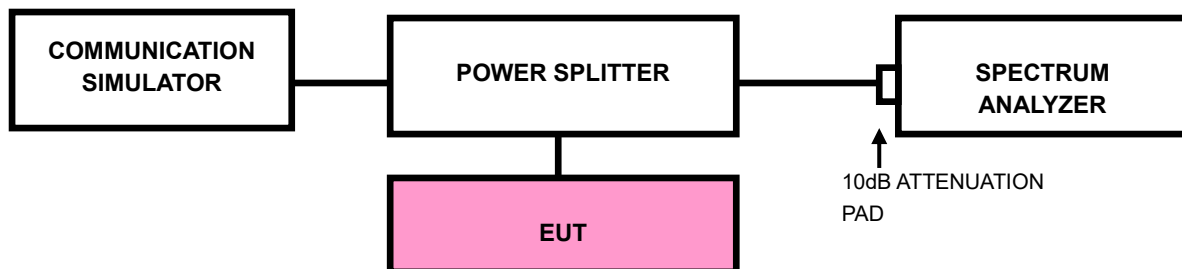 COMMUNICATION
SIMULATOR
POWER SPLITTER
SPECTRUM
ANALYZER
10dB ATTENUATION
PAD
EUT